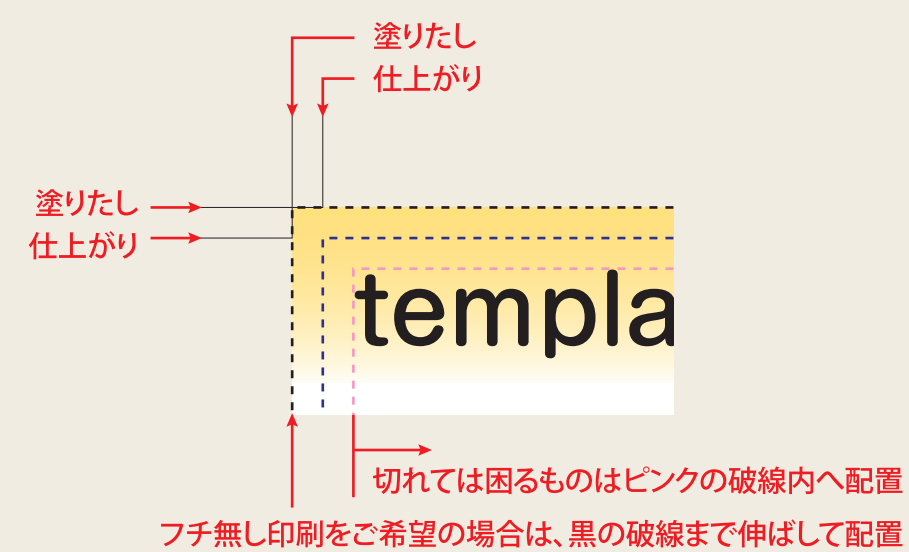 塗りたし
仕上がり
塗りたし
仕上がり
templa
切れては困るものはピンクの破線内へ配置
フチ無し印刷をご希望の場合は、黒の破線まで伸ばして配置